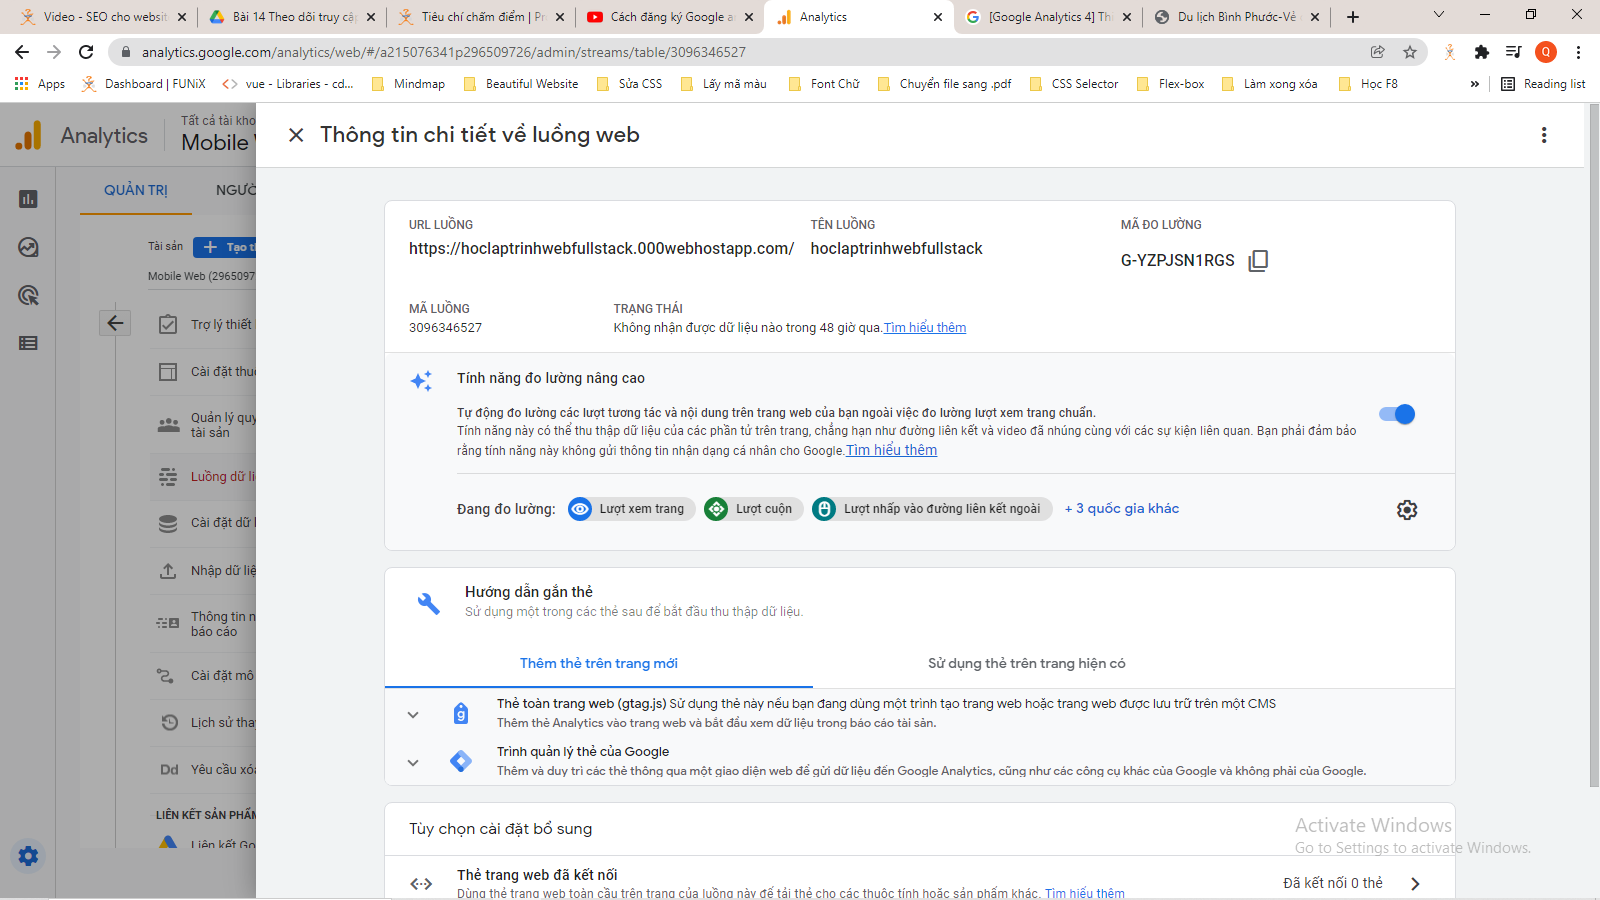 Video - SEO cho websit
Bài 14 Theo dõi truy cập
Tiêu chí chấm điểm | Pr
Cách đăng ký Google a
Analytics
[Google Analytics 4] Th
Du lịch Bình Phước-Vẻ
analytics.google.com/analytics/web/#/a215076341p296509726/admin/streams/table/3096346527
Q
Apps
Dashboard | FUNiX
vue - Libraries - cd...
Mindmap
Beautiful Website
Sửa CSS
Lấy mã màu
Font Chữ
Chuyển file sang .pdf
CSS Selector
Flex-box
Làm xong xóa
Học F8
»
Reading list
Analytics
Tất cả tài kho
Mobile W
Thông tin chi tiết về luồng web
QUẢN TRỊ
NGƯỜ
Tài sản
Tạo th
Mobile Web (2965097
Trợ lý thiết
Cài đặt thu
Quản lý quy
tài sản
Luồng dữ li
Cài đặt dữ l
Nhập dữ liệ
Thông tin n
báo cáo
Cài đặt mô
Lịch sử tha
Dd Yêu cầu xó
LIÊN KẾT SẢN PHẨM
Liên kết Go
URL LUỒNG
https://hoclaptrinhwebfullstack.000webhostapp.com/
TÊN LUỒNG
hoclaptrinhwebfullstack
MÃ ĐO LƯỜNG
G-YZPJSN1RGS
MÃ LUỒNG
3096346527
TRẠNG THÁI
Không nhận được dữ liệu nào trong 48 giờ qua.Tìm hiểu thêm
Tính năng đo lường nâng cao
Tự động đo lường các lượt tương tác và nội dung trên trang web của bạn ngoài việc đo lường lượt xem trang chuẩn.
Tính năng này có thể thu thập dữ liệu của các phần tử trên trang, chẳng hạn như đường liên kết và video đã nhúng cùng với các sự kiện liên quan. Bạn phải đảm bảo
rằng tính năng này không gửi thông tin nhận dạng cá nhân cho Google.Tìm hiểu thêm
Đang đo lường:
Lượt xem trang
Lượt cuộn
Lượt nhấp vào đường liên kết ngoài
+ 3 quốc gia khác
Hướng dẫn gắn thẻ
Sử dụng một trong các thẻ sau để bắt đầu thu thập dữ liệu.
Thêm thẻ trên trang mới
Sử dụng thẻ trên trang hiện có
g
Thẻ toàn trang web (gtag.js) Sử dụng thẻ này nếu bạn đang dùng một trình tạo trang web hoặc trang web được lưu trữ trên một CMS
Thêm thẻ Analytics vào trang web và bắt đầu xem dữ liệu trong báo cáo tài sản.
Trình quản lý thẻ của Google
Thêm và duy trì các thẻ thông qua một giao diện web để gửi dữ liệu đến Google Analytics, cũng như các công cụ khác của Google và không phải của Google.
Tùy chọn cài đặt bổ sung
Thẻ trang web đã kết nối
Dùng thẻ trang web toàn cầu trên trang của luồng này để tải thẻ cho các thuộc tính hoặc sản phẩm khác. Tìm hiểu thêm
Đã kết nối 0 thẻ
Activate Windows
Go to Settings to activate Windows.